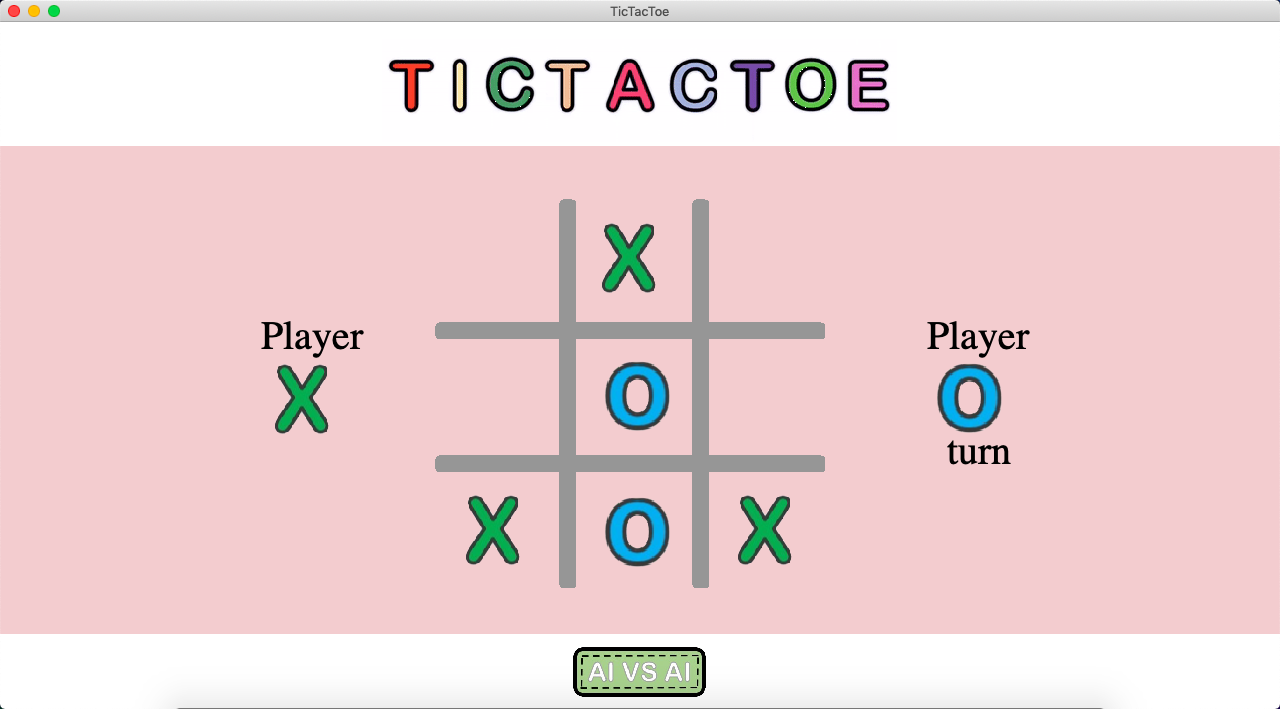 TicTacToe
TICTACTOE
X
Player
Player
X
O
O
turn
X
O
X
AI VS AI